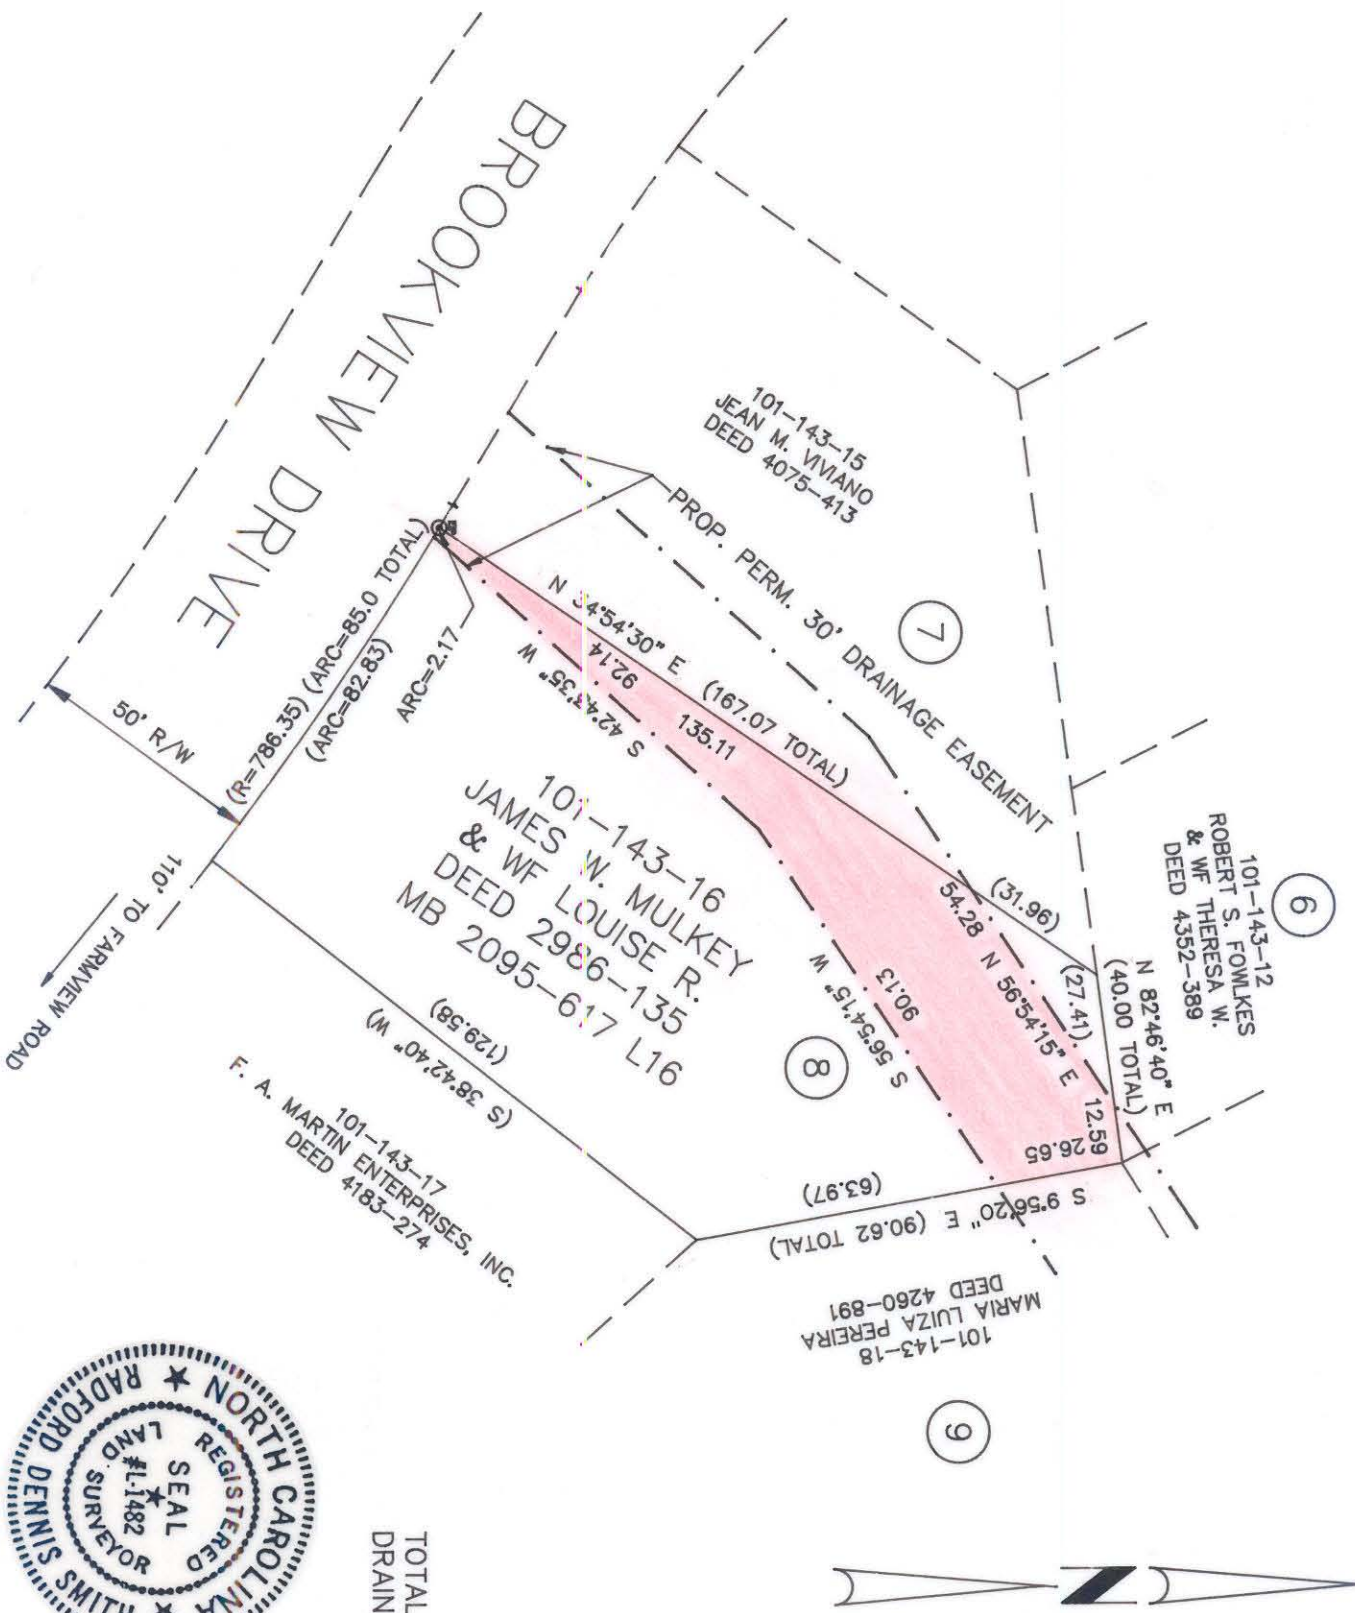 BROOKVIEW DRIVE
101-143-15
JEAN M. VIVIANO
DEED 4075-413
PROP. PERM. 30' DRAINAGE EASEMENT
7
N 34°54'30" E (167.07 TOTAL)
92.14
135.11
S 42°43'35" W
ARC=2.17
(R=786.35) (ARC=85.0 TOTAL)
(ARC=82.83)
50' R/W
110' TO FARMVIEW ROAD
101-143-16
JAMES W. MULKEY
& WF LOUISE R.
DEED 2986-135
MB 2095-617 L16
(31.96)
54.28 N 56°54'15" E
(27.41)
12.59
26.65
90.13
S 56°54'15" W
8
6
101-143-12
ROBERT S. FOWLKES
& WF THERESA W.
DEED 4352-389
N 82°46'40" E
(40.00 TOTAL)
(63.97)
S 9°56'20" E (90.62 TOTAL)
(129.58)
(S 38°42'40" W)
101-143-17
F. A. MARTIN ENTERPRISES, INC.
DEED 4183-274
101-143-18
MARIA LUIZA PEREIRA
DEED 4260-891
9
NORTH CAROLINA
RADFORD DENNIS SMITH
REGISTERED
LAND SURVEYOR
SEAL
#L-1482
TOTAL
DRAIN
N